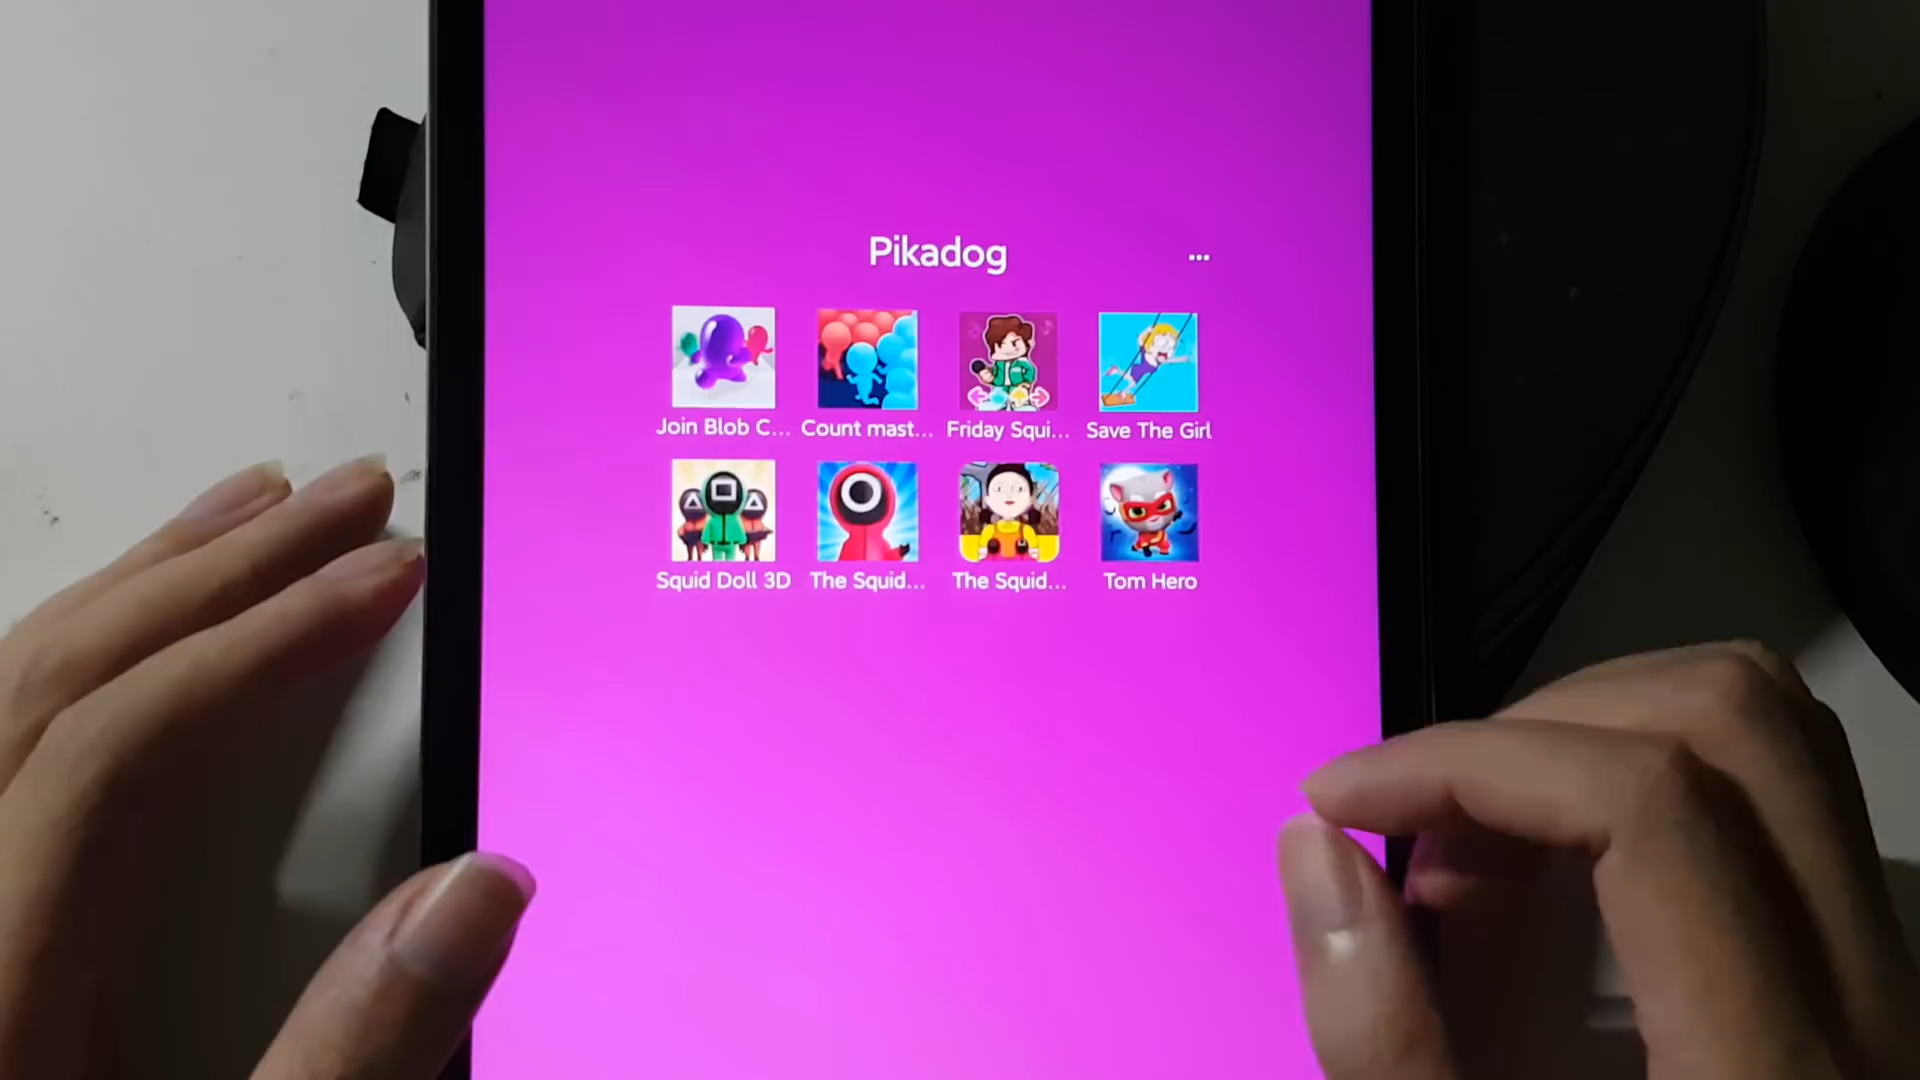 Pikadog
...
Join Blob C... Count mast... Friday Squi... Save The Girl
Squid Doll 3D The Squid... The Squid... Tom Hero